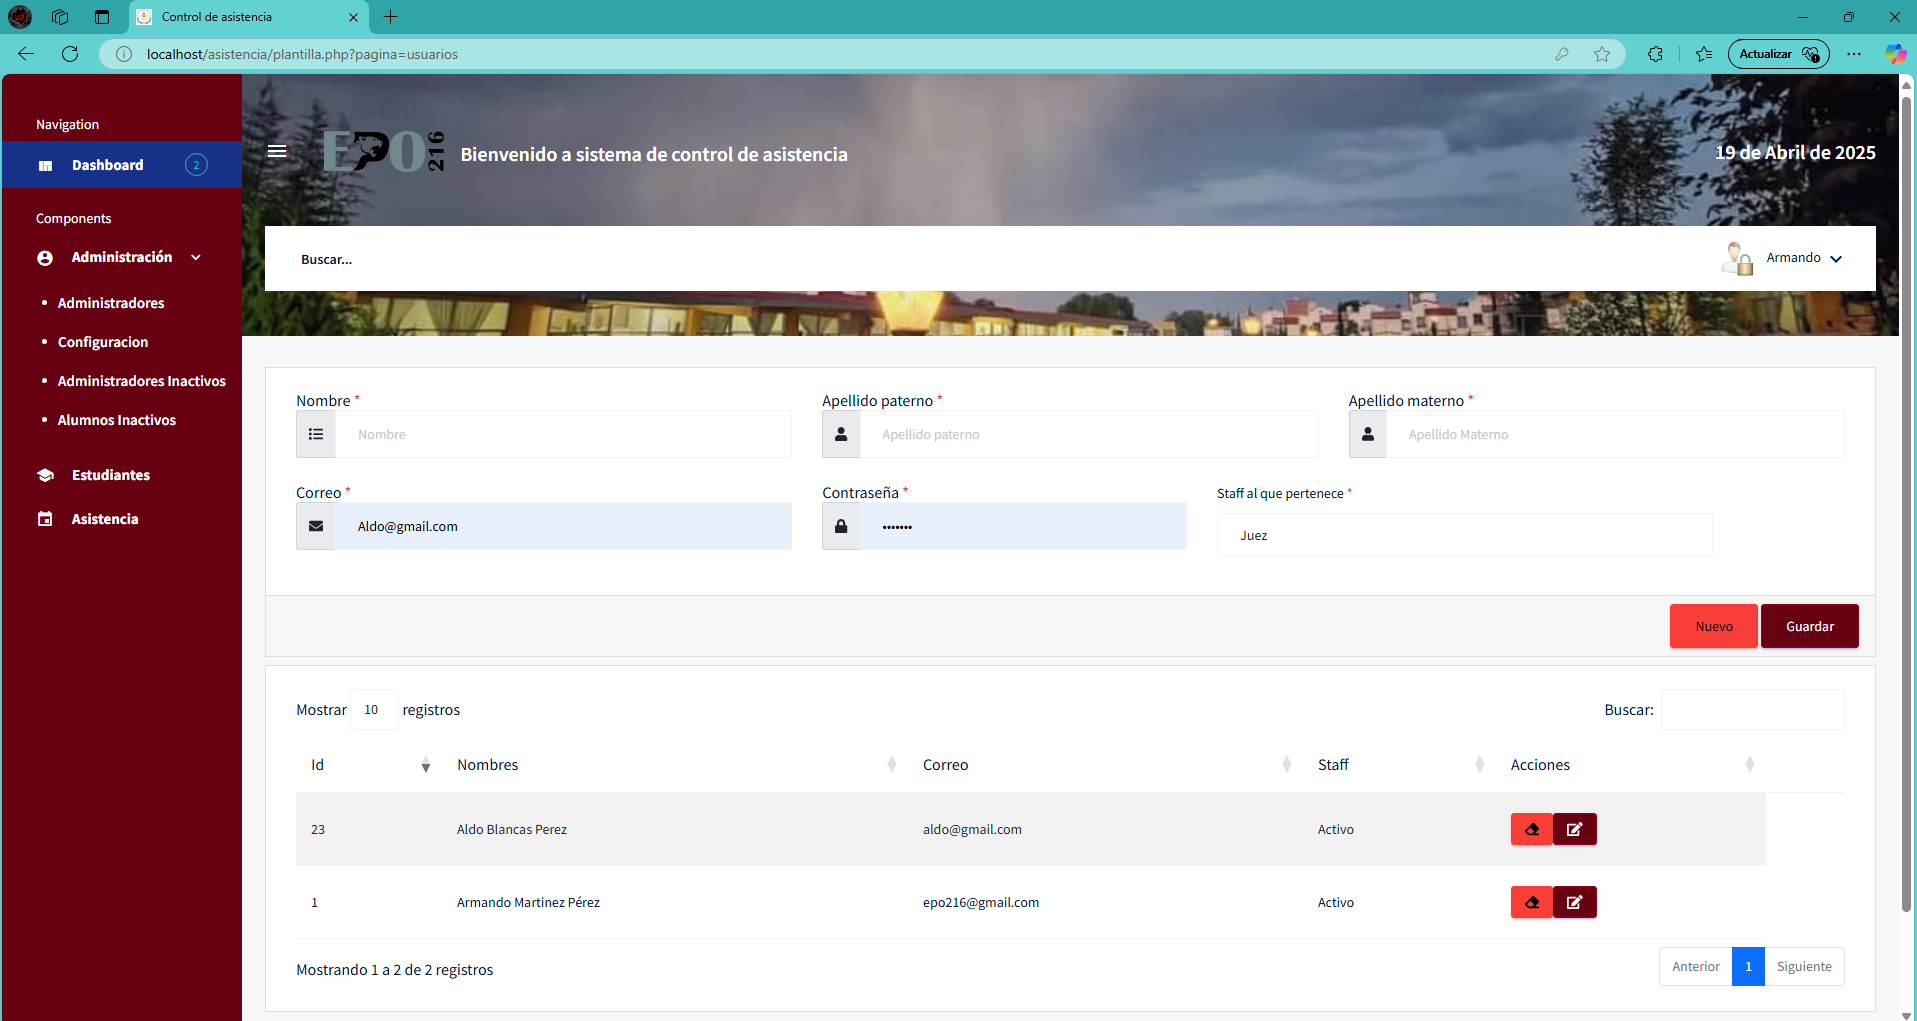 Control de asistencia
localhost/asistencia/plantilla.php?pagina=usuarios
Actualizar
Navigation
Dashboard 2
Components
Administración
Administradores
Configuracion
Administradores Inactivos
Alumnos Inactivos
Estudiantes
Asistencia
EPO 216
Bienvenido a sistema de control de asistencia
19 de Abril de 2025
Buscar...
Armando
Nombre * Apellido paterno * Apellido materno *
Nombre Apellido paterno Apellido Materno
Correo * Contraseña * Staff al que pertenece *
Aldo@gmail.com ••••••• Juez
Nuevo Guardar
Mostrar 10 registros Buscar:
Id Nombres Correo Staff Acciones
23 Aldo Blancas Perez aldo@gmail.com Activo
1 Armando Martinez Pérez epo216@gmail.com Activo
Mostrando 1 a 2 de 2 registros Anterior 1 Siguiente